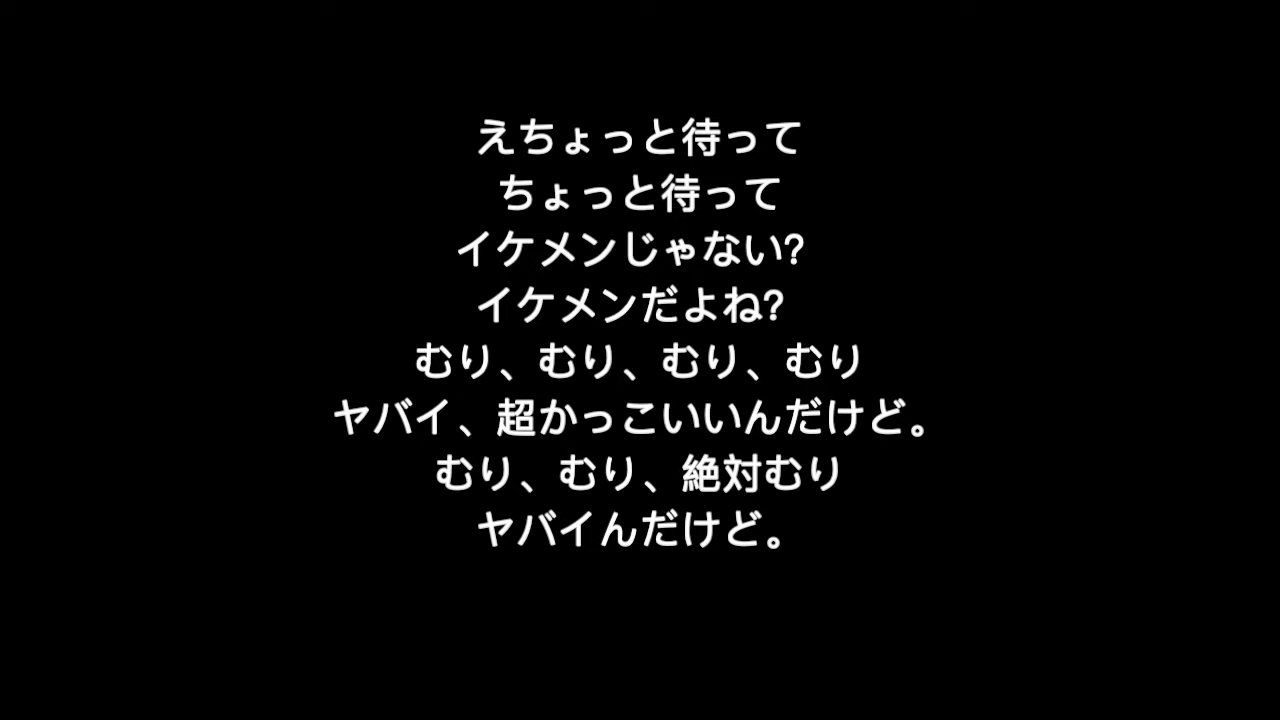 えちょっと待って
ちょっと待って
イケメンじゃない?
イケメンだよね?
むり、むり、むり、むり
ヤバイ、超かっこいいんだけど。
むり、むり、絶対むり
ヤバイんだけど。